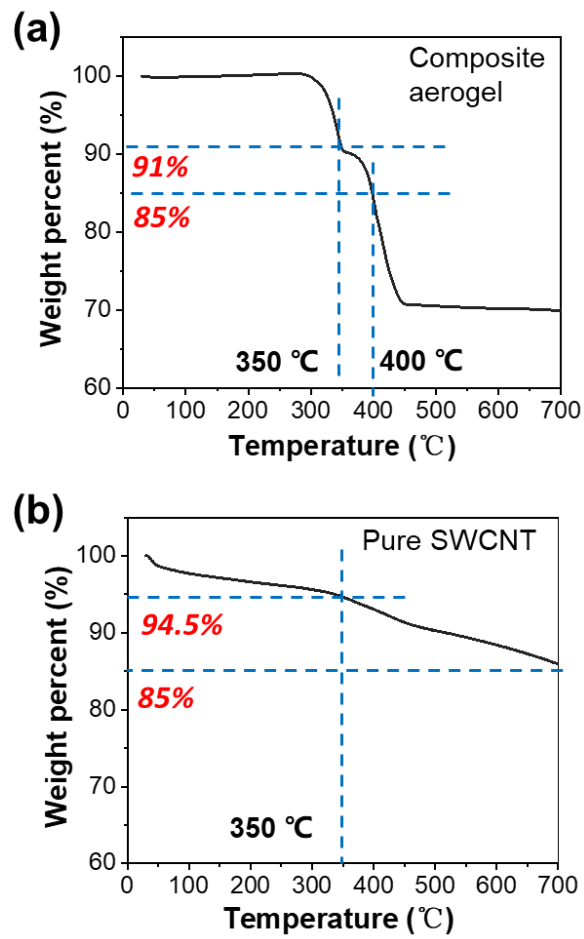 (a)
Composite
aerogel
Weight percent (%)
100
90
80
70
60
91%
85%
350 ℃
400 ℃
0 100 200 300 400 500 600 700
Temperature (℃)
(b)
Pure SWCNT
Weight percent (%)
100
90
80
70
60
94.5%
85%
350 ℃
0 100 200 300 400 500 600 700
Temperature (℃)